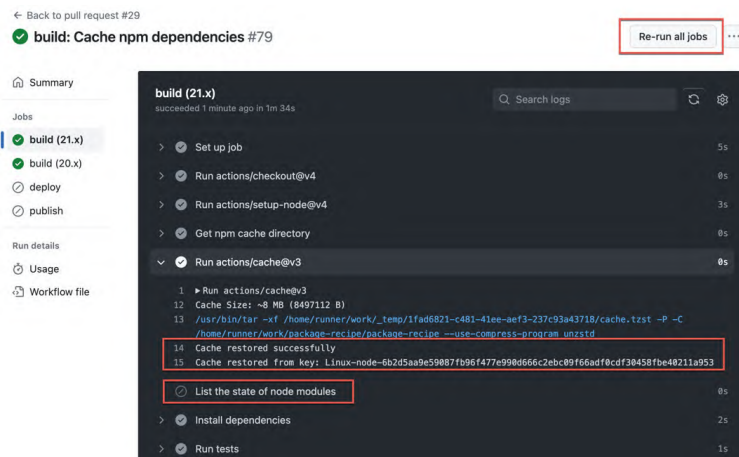 ← Back to pull request #29
build: Cache npm dependencies #79
Re-run all jobs
...
Summary
Jobs
build (21.x)
build (20.x)
deploy
publish
Run details
Usage
Workflow file
build (21.x)
succeeded 1 minute ago in 1m 34s
Search logs
Set up job 5s
Run actions/checkout@v4 0s
Run actions/setup-node@v4 3s
Get npm cache directory 0s
Run actions/cache@v3 0s
1 ▶Run actions/cache@v3
12 Cache Size: ~8 MB (8497112 B)
13 /usr/bin/tar -xf /home/runner/work/_temp/1fad6821-c481-41ee-aef3-237c93a43718/cache.tzst -P -C
/home/runner/work/package-recipe/package-recipe --use-compress-program unzstd
14 Cache restored successfully
15 Cache restored from key: Linux-node-6b2d5aa9e59087fb96f477e990d666c2ebc09f66adf0cdf30458fbe40211a953
List the state of node modules 0s
Install dependencies 2s
Run tests 1s